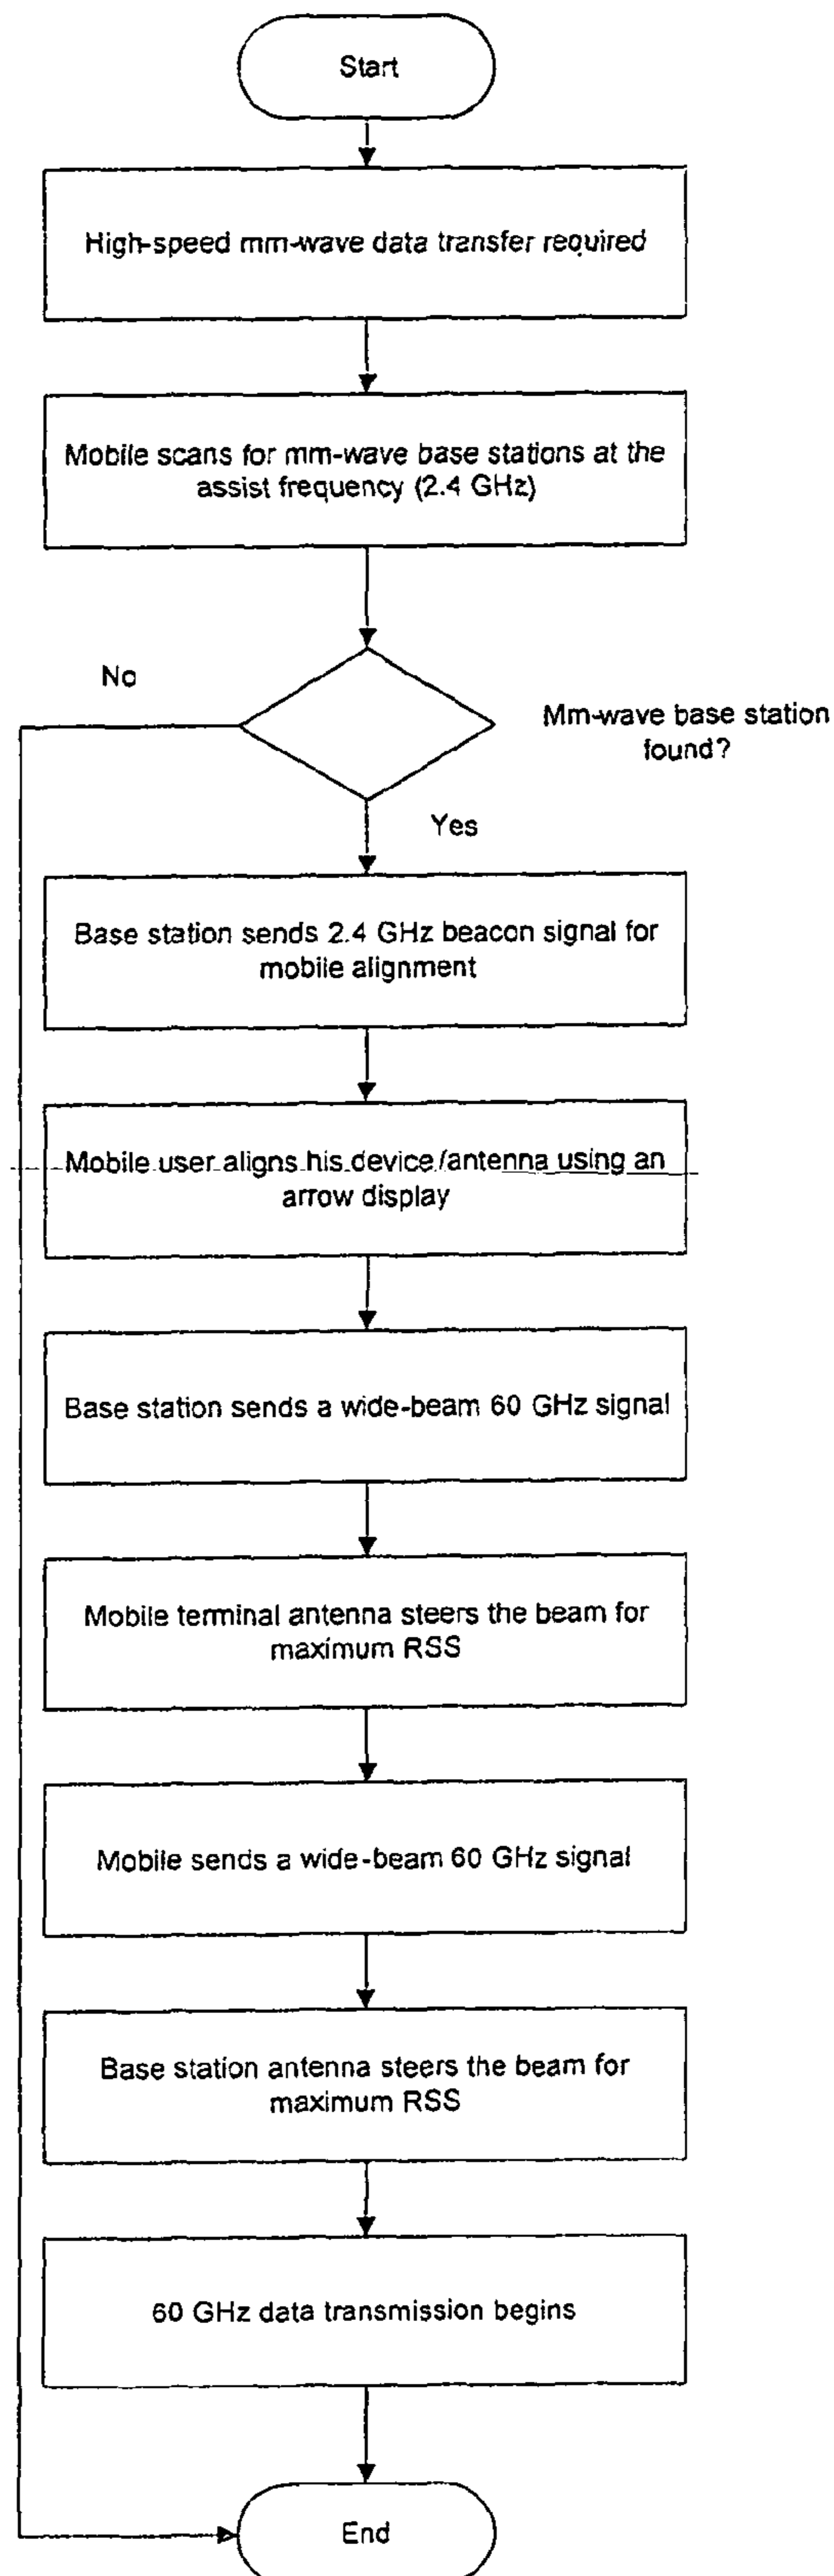 Start
High-speed mm-wave data transfer required
Mobile scans for mm-wave base stations at the
assist frequency (2.4 GHz)
No
Mm-wave base station
found?
Yes
Base station sends 2.4 GHz beacon signal for
mobile alignment
Mobile user aligns his device/antenna using an
arrow display
Base station sends a wide-beam 60 GHz signal
Mobile terminal antenna steers the beam for
maximum RSS
Mobile sends a wide-beam 60 GHz signal
Base station antenna steers the beam for
maximum RSS
60 GHz data transmission begins
End